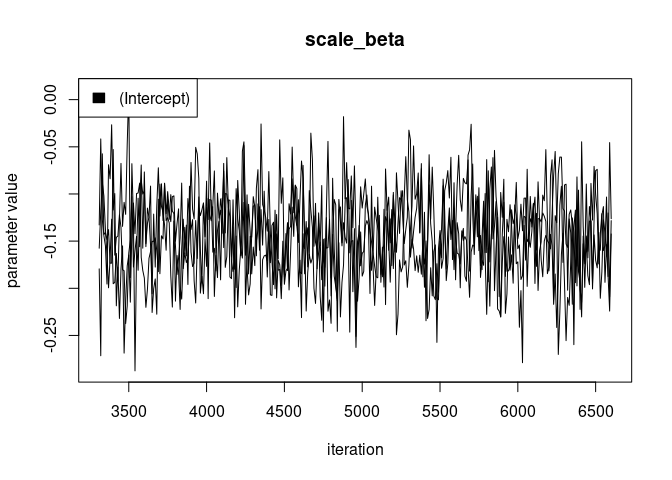 scale_beta
(Intercept)
0.00
-0.05
-0.15
-0.25
parameter value
3500 4000 4500 5000 5500 6000 6500
iteration